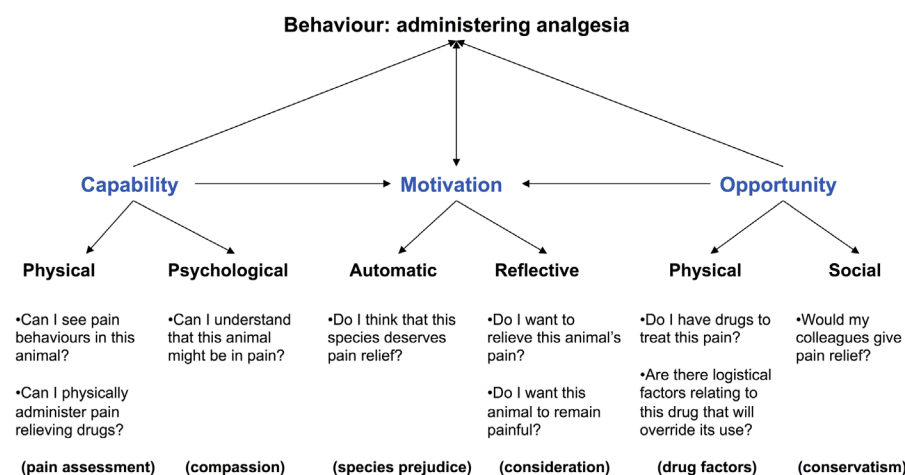 Behaviour: administering analgesia
Capability
Motivation
Opportunity
Physical
Psychological
Automatic
Reflective
Physical
Social
•Can I see pain
behaviours in this
animal?
•Can I physically
administer pain
relieving drugs?
•Can I understand
that this animal
might be in pain?
•Do I think that this
species deserves
pain relief?
•Do I want to
relieve this animal's
pain?
•Do I want this
animal to remain
painful?
•Do I have drugs to
treat this pain?
•Are there logistical
factors relating to
this drug that will
override its use?
•Would my
colleagues give
pain relief?
(pain assessment)
(compassion)
(species prejudice)
(consideration)
(drug factors)
(conservatism)